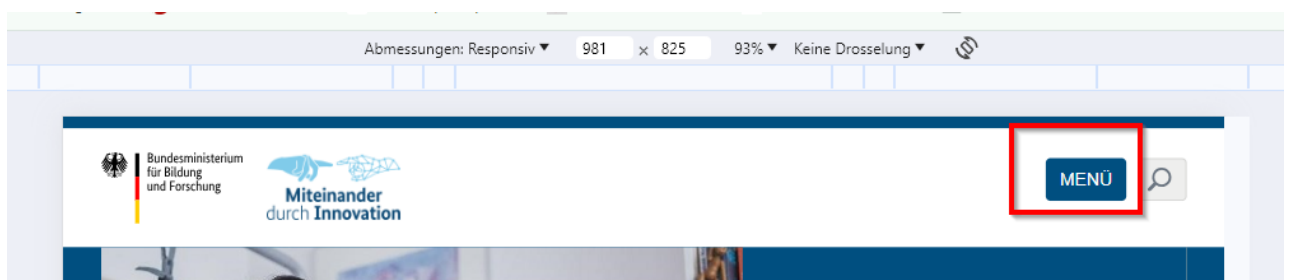 Abmessungen: Responsiv ▼ 981 x 825 93% ▼ Keine Drosselung ▼
Bundesministerium
für Bildung
und Forschung
Miteinander
durch Innovation
MENÜ